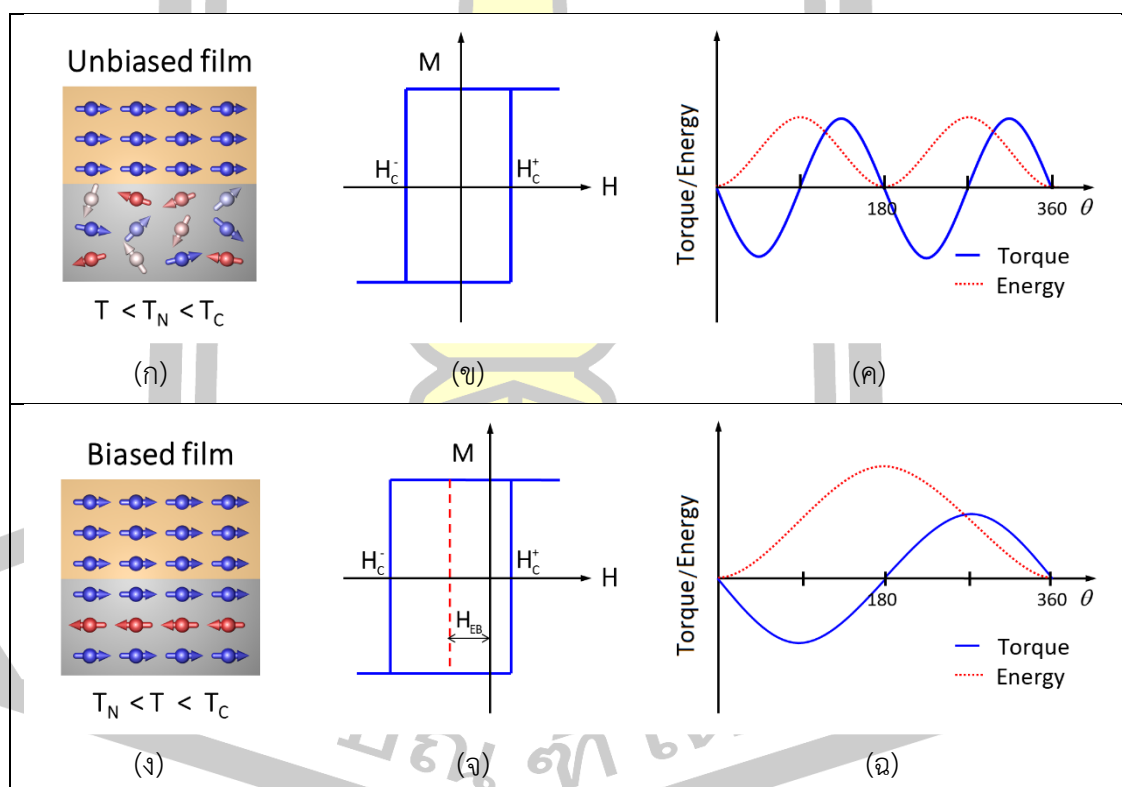 Unbiased film
T < T_N < T_C
(ก)
M
H_C^-
H_C^+
H
(ข)
Torque/Energy
180
360
θ
Torque
Energy
(ค)
Biased film
T_N < T < T_C
(ง)
M
H_C^-
H_C^+
H
H_EB
(จ)
Torque/Energy
180
360
θ
Torque
Energy
(ฉ)